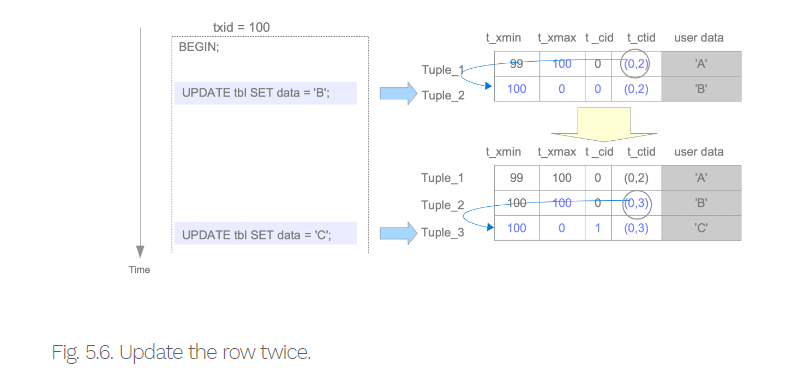 txid = 100
BEGIN;
UPDATE tbl SET data = 'B';
UPDATE tbl SET data = 'C';
Time
t_xmin t_xmax t_cid t_ctid user data
Tuple_1 99 100 0 (0,2) 'A'
Tuple_2 100 0 0 (0,2) 'B'
t_xmin t_xmax t_cid t_ctid user data
Tuple_1 99 100 0 (0,2) 'A'
Tuple_2 100 100 0 (0,3) 'B'
Tuple_3 100 0 1 (0,3) 'C'
Fig. 5.6. Update the row twice.